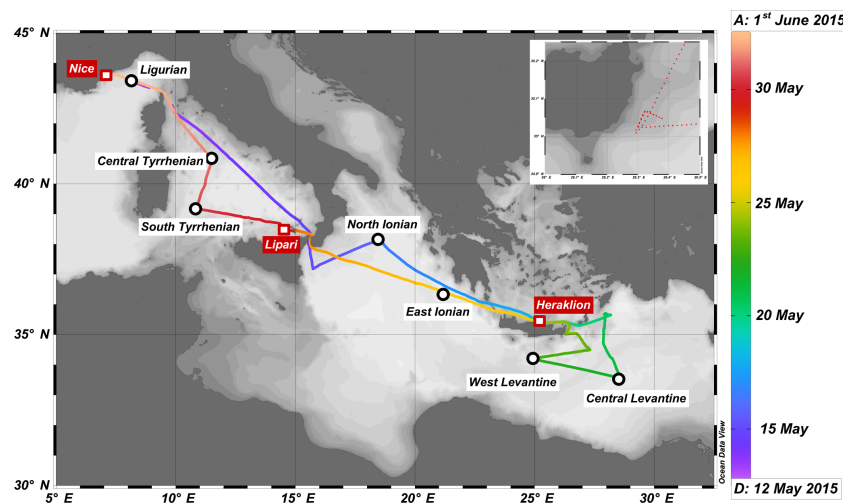 A: 1st June 2015
45° N
Nice
Ligurian
30 May
Central Tyrrhenian
40° N
South Tyrrhenian
Lipari
North Ionian
25 May
East Ionian
Heraklion
35° N
20 May
West Levantine
Central Levantine
15 May
Ocean Data View
30° N
5° E
10° E
15° E
20° E
25° E
30° E
D: 12 May 2015